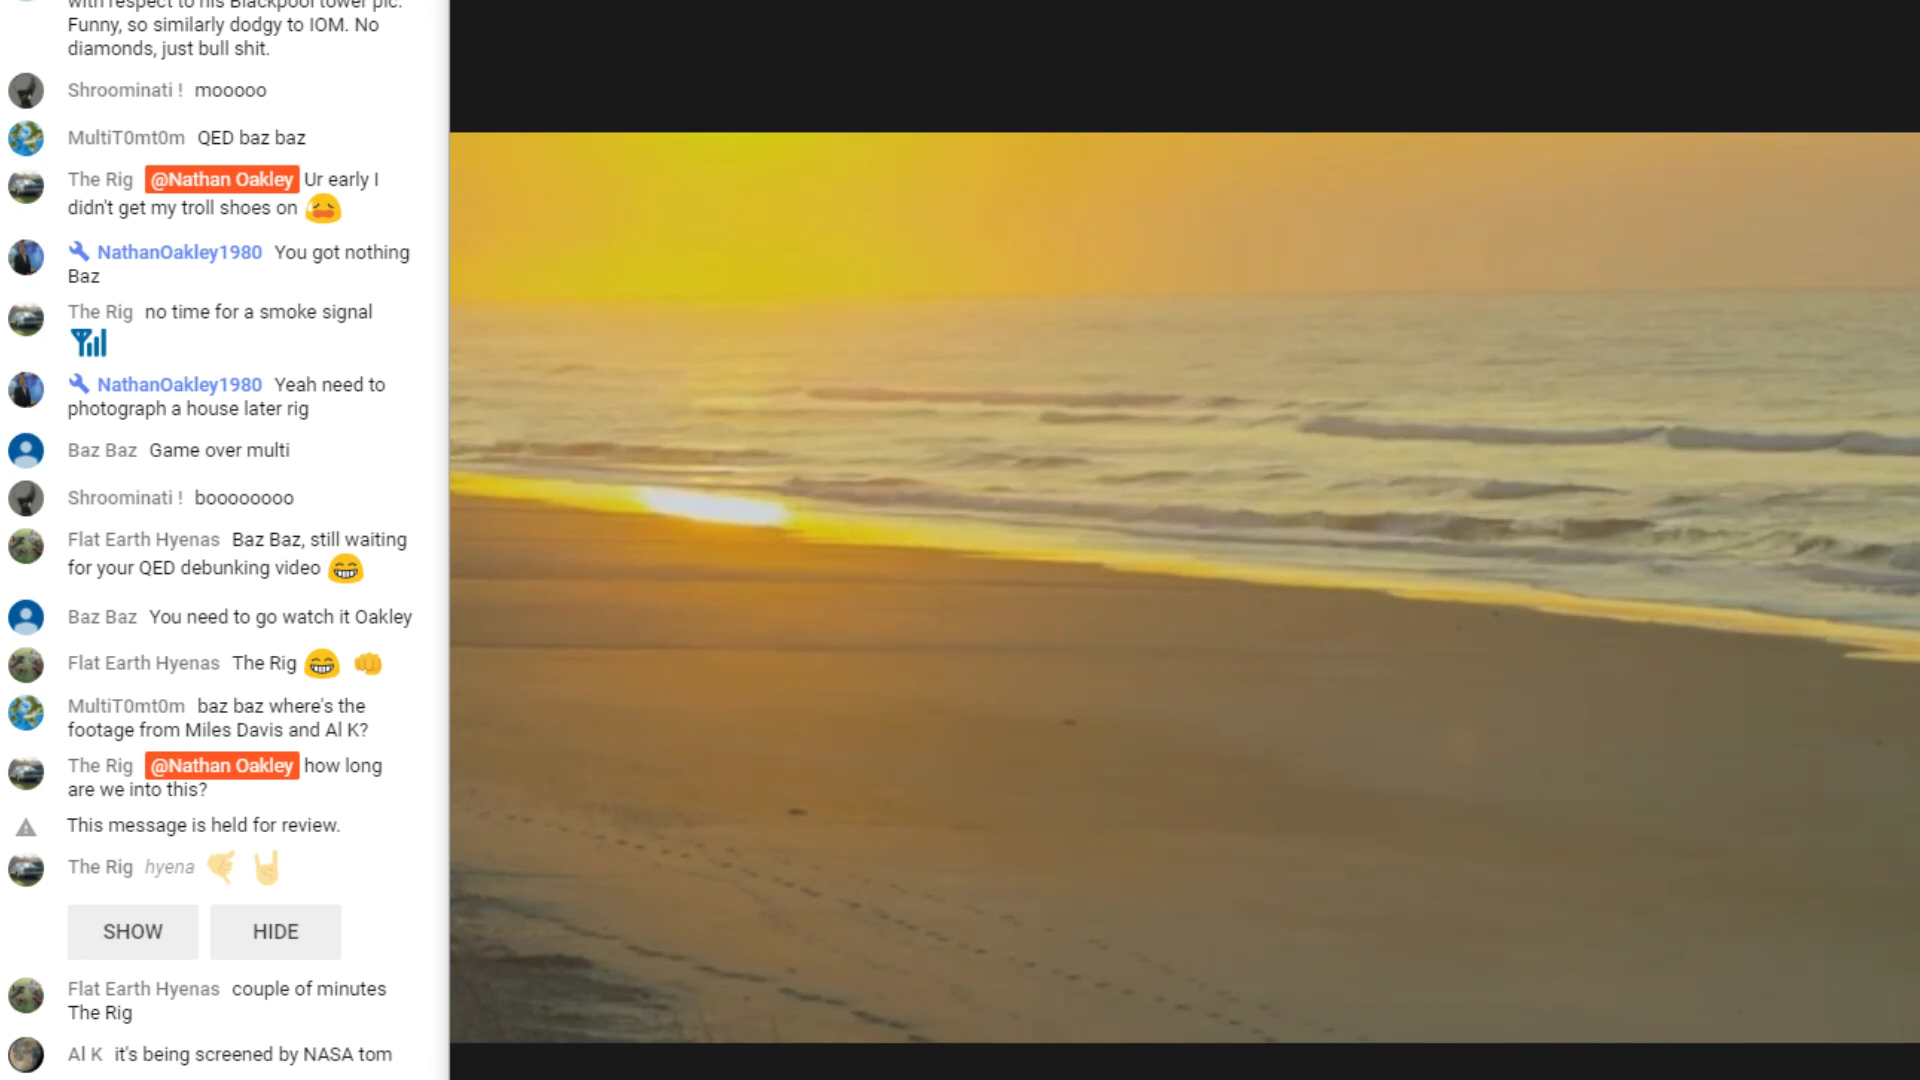 with respect to his Blackpool tower pic.
Funny, so similarly dodgy to IOM. No
diamonds, just bull shit.
Shroominati ! mooooo
MultiT0mt0m QED baz baz
The Rig @Nathan Oakley Ur early I
didn't get my troll shoes on
NathanOakley1980 You got nothing
Baz
The Rig no time for a smoke signal
NathanOakley1980 Yeah need to
photograph a house later rig
Baz Baz Game over multi
Shroominati ! boooooooo
Flat Earth Hyenas Baz Baz, still waiting
for your QED debunking video
Baz Baz You need to go watch it Oakley
Flat Earth Hyenas The Rig
MultiT0mt0m baz baz where's the
footage from Miles Davis and Al K?
The Rig @Nathan Oakley how long
are we into this?
This message is held for review.
The Rig hyena
SHOW HIDE
Flat Earth Hyenas couple of minutes
The Rig
Al K it's being screened by NASA tom